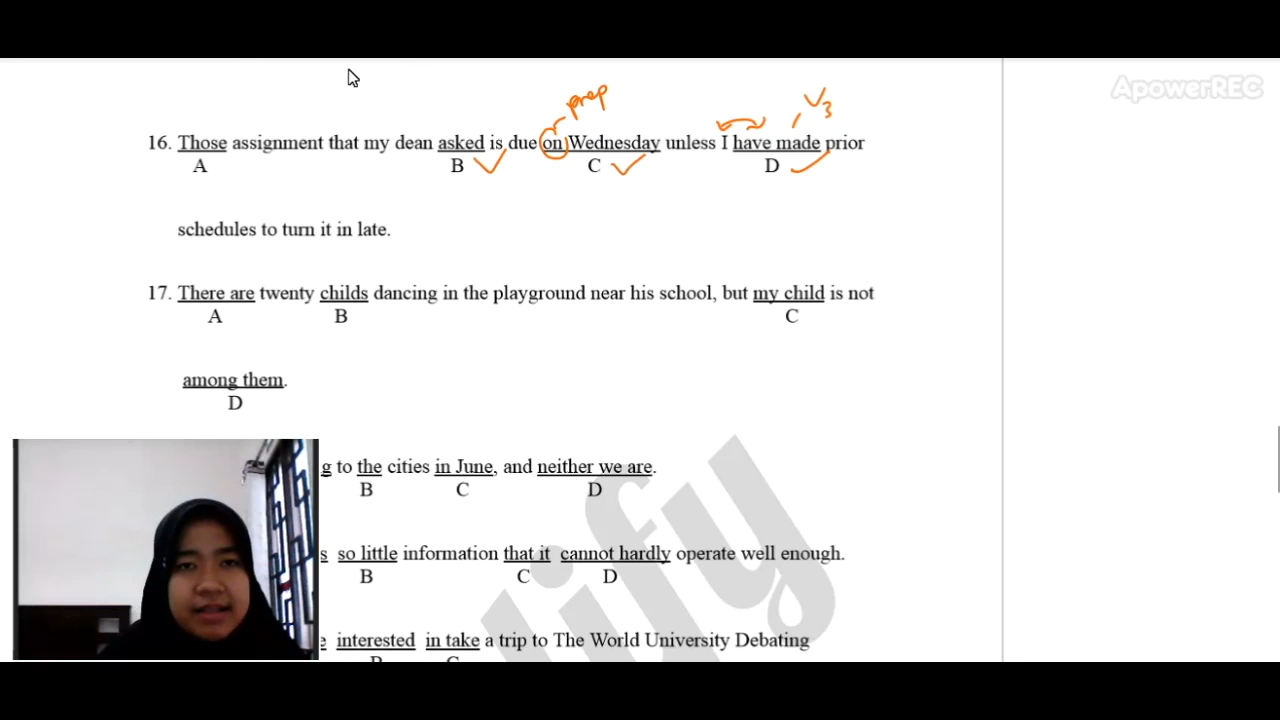 ApowerREC
prep
V3
16. Those assignment that my dean asked is due on Wednesday unless I have made prior
A B C D
schedules to turn it in late.
17. There are twenty childs dancing in the playground near his school, but my child is not
A B C
among them.
D
g to the cities in June, and neither we are.
B C D
s so little information that it cannot hardly operate well enough.
B C D
e interested in take a trip to The World University Debating